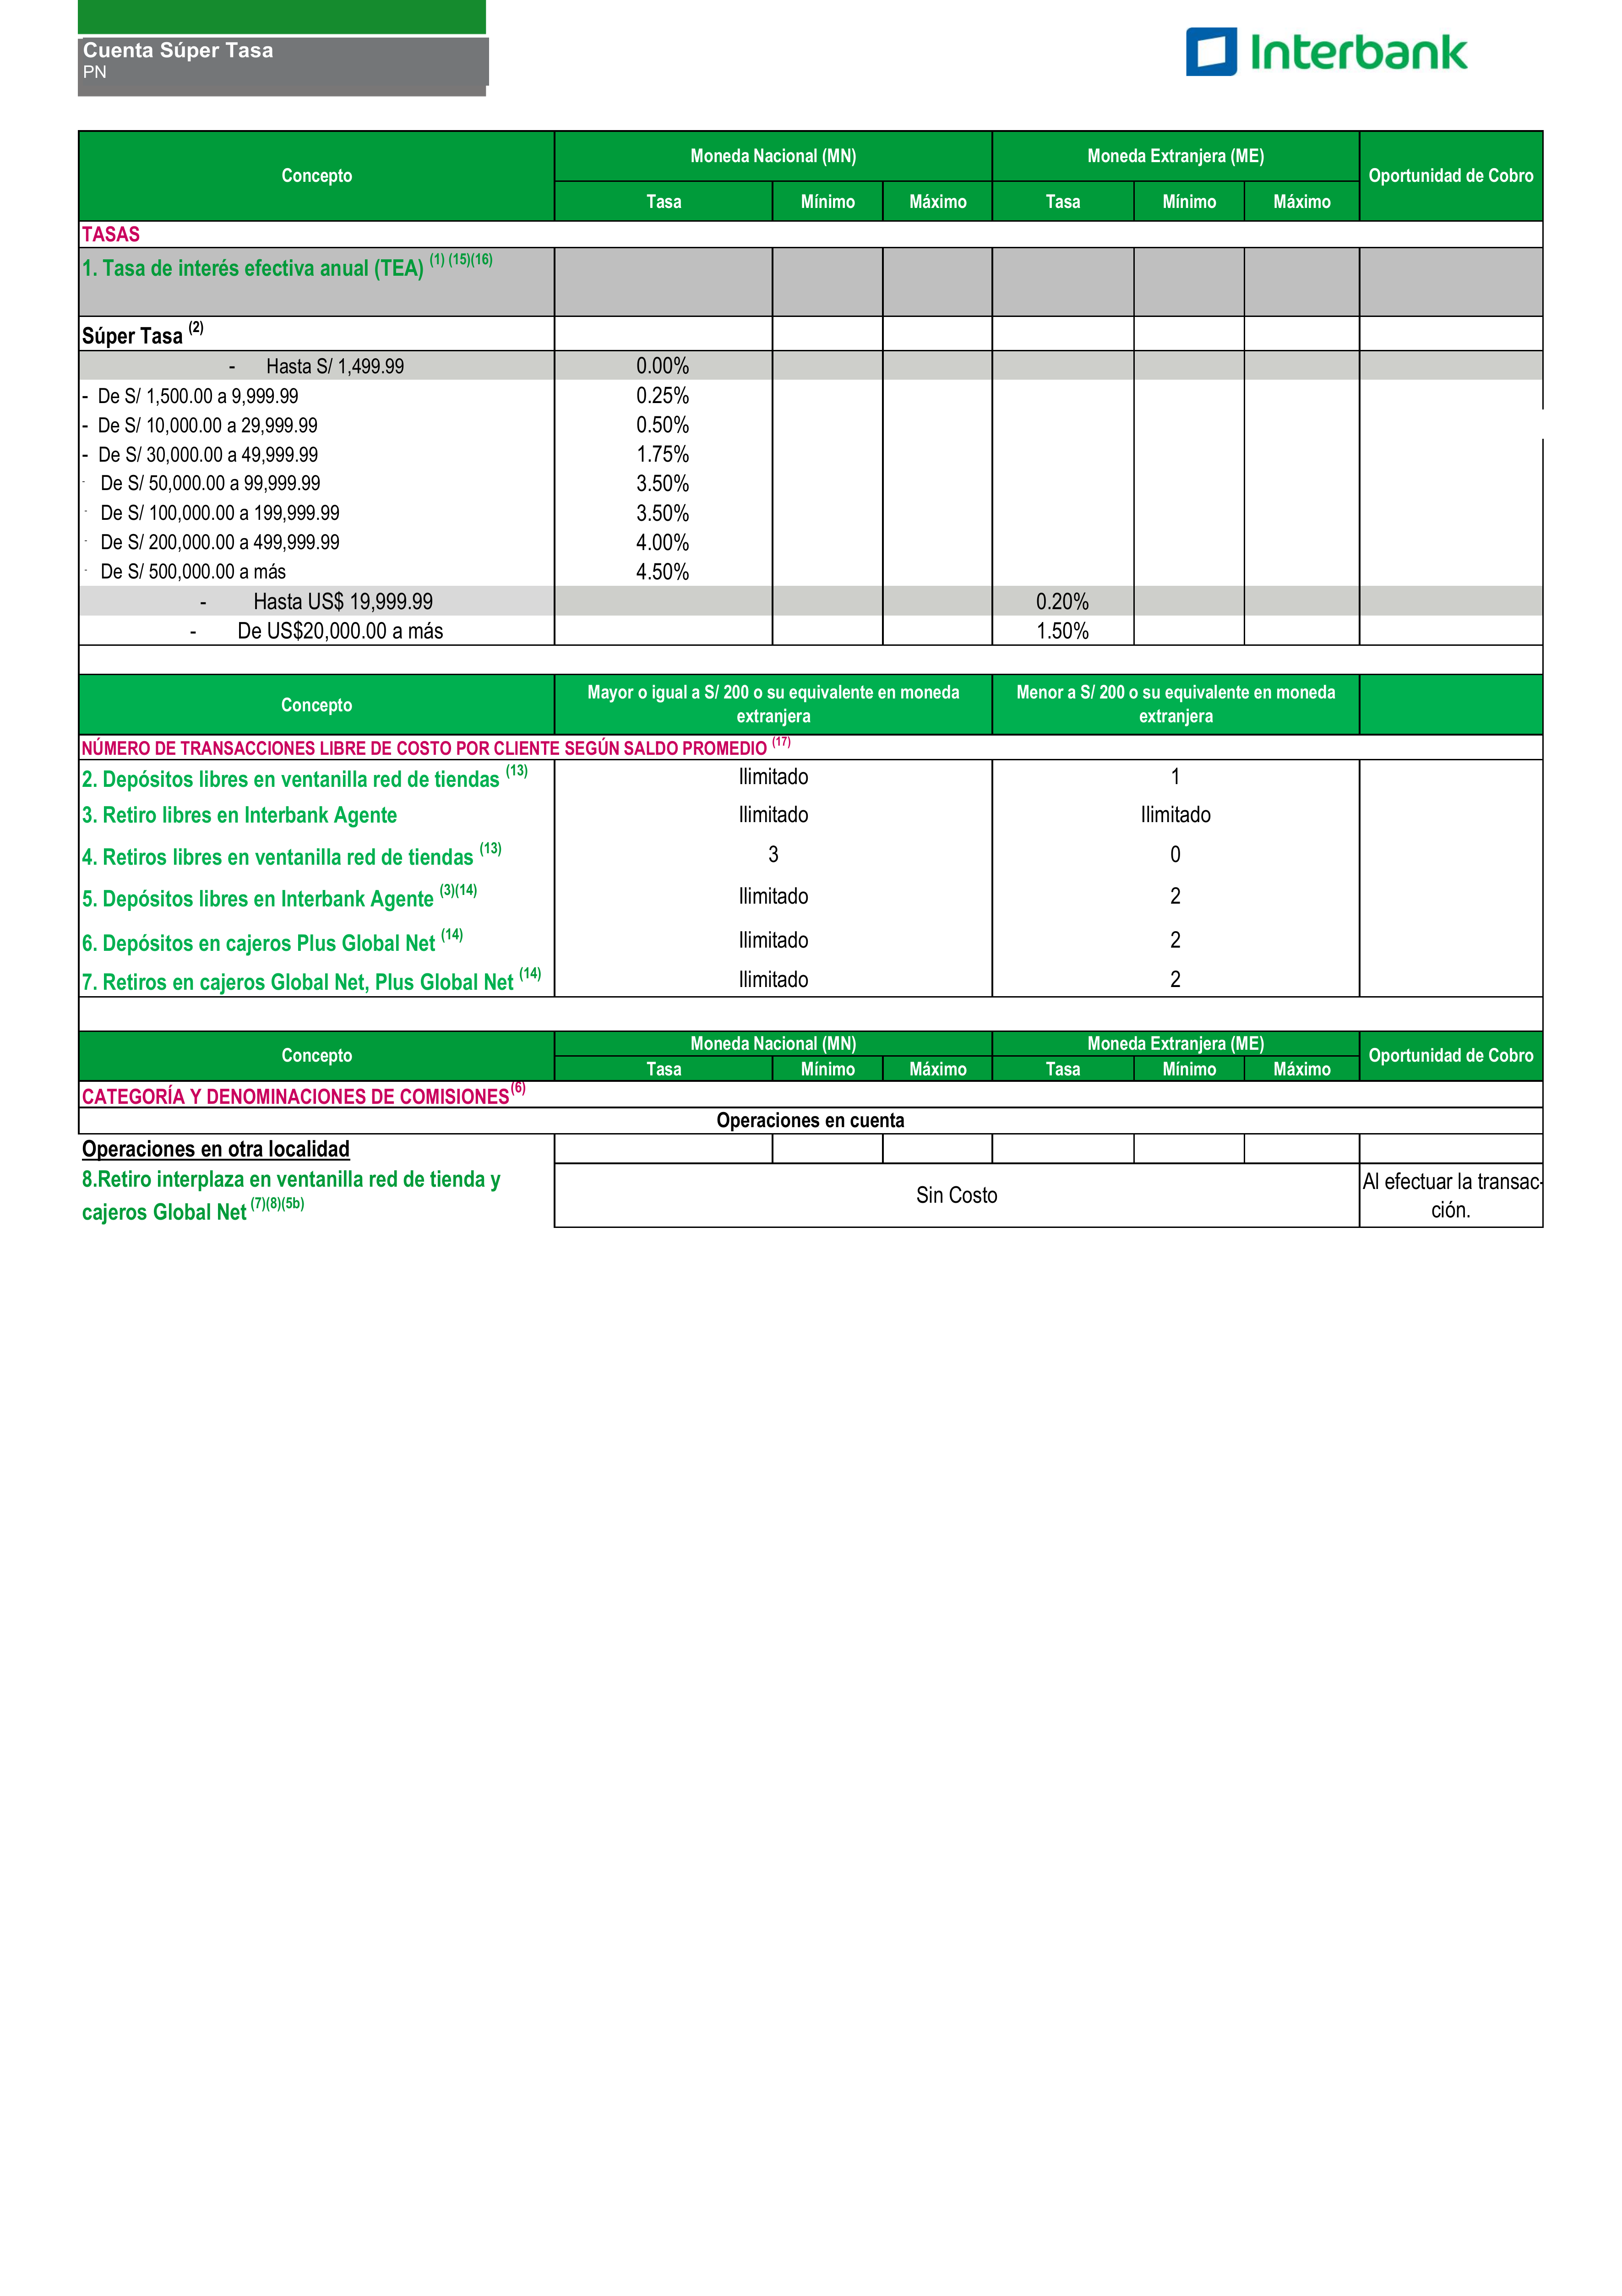 Cuenta Súper Tasa
PN
Interbank
Concepto
Moneda Nacional (MN)
Moneda Extranjera (ME)
Oportunidad de Cobro
Tasa Mínimo Máximo Tasa Mínimo Máximo
TASAS
1. Tasa de interés efectiva anual (TEA) (1) (15)(16)
Súper Tasa (2)
- Hasta S/ 1,499.99 0.00%
- De S/ 1,500.00 a 9,999.99 0.25%
- De S/ 10,000.00 a 29,999.99 0.50%
- De S/ 30,000.00 a 49,999.99 1.75%
- De S/ 50,000.00 a 99,999.99 3.50%
- De S/ 100,000.00 a 199,999.99 3.50%
- De S/ 200,000.00 a 499,999.99 4.00%
- De S/ 500,000.00 a más 4.50%
- Hasta US$ 19,999.99 0.20%
- De US$20,000.00 a más 1.50%
Concepto
Mayor o igual a S/ 200 o su equivalente en moneda
extranjera
Menor a S/ 200 o su equivalente en moneda
extranjera
NÚMERO DE TRANSACCIONES LIBRE DE COSTO POR CLIENTE SEGÚN SALDO PROMEDIO (17)
2. Depósitos libres en ventanilla red de tiendas (13) Ilimitado 1
3. Retiro libres en Interbank Agente Ilimitado Ilimitado
4. Retiros libres en ventanilla red de tiendas (13) 3 0
5. Depósitos libres en Interbank Agente (3)(14) Ilimitado 2
6. Depósitos en cajeros Plus Global Net (14) Ilimitado 2
7. Retiros en cajeros Global Net, Plus Global Net (14) Ilimitado 2
Concepto
Moneda Nacional (MN)
Moneda Extranjera (ME)
Oportunidad de Cobro
Tasa Mínimo Máximo Tasa Mínimo Máximo
CATEGORÍA Y DENOMINACIONES DE COMISIONES(6)
Operaciones en cuenta
Operaciones en otra localidad
8.Retiro interplaza en ventanilla red de tienda y
cajeros Global Net (7)(8)(5b)
Sin Costo
Al efectuar la transac-
ción.